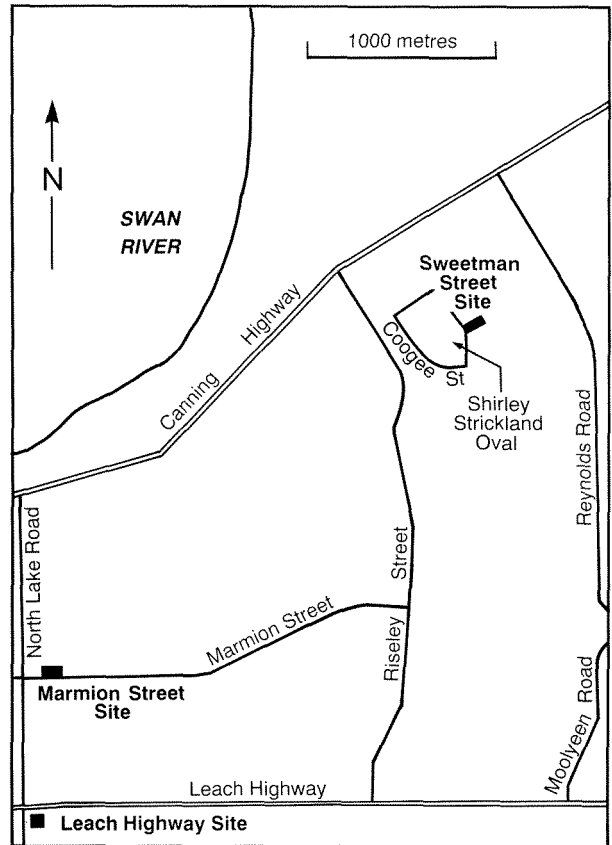 1000 metres
N
SWAN
RIVER
Sweetman
Street
Site
Canning Highway
Coogee St
Shirley
Strickland
Oval
Reynolds Road
North Lake Road
Riseley Street
Marmion Street
Marmion Street
Site
Moolyeen Road
Leach Highway
Leach Highway Site